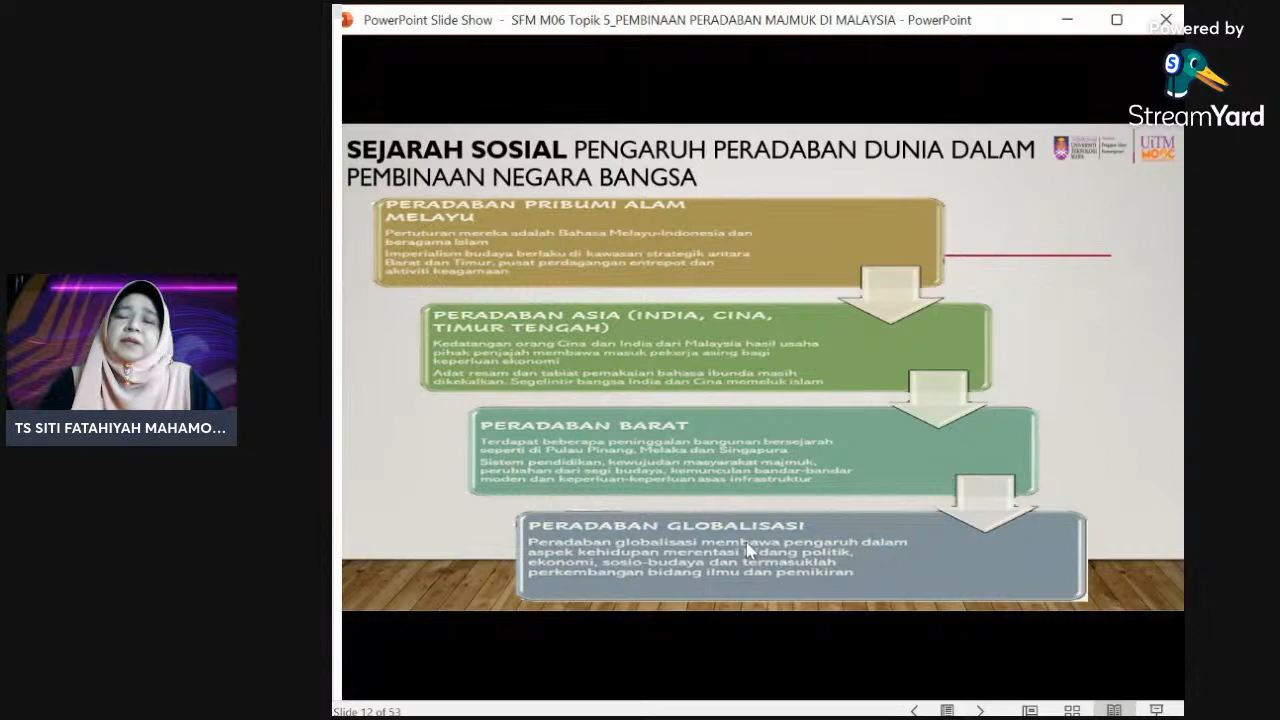 PowerPoint Slide Show - SFM M06 Topik 5_PEMBINAAN PERADABAN MAJMUK DI MALAYSIA - PowerPoint
Powered by
StreamYard
SEJARAH SOSIAL PENGARUH PERADABAN DUNIA DALAM
PEMBINAAN NEGARA BANGSA
UNIVERSITI
TEKNOLOGI
MARA
UiTM
MOOC
PERADABAN PRIBUMI ALAM
MELAYU
Pertuturan mereka adalah Bahasa Melayu-Indonesia dan
beragama Islam
Imperialism budaya berlaku di kawasan strategik antara
Barat dan Timur, pusat perdagangan entrepot dan
aktiviti keagamaan
PERADABAN ASIA (INDIA, CINA,
TIMUR TENGAH)
Kedatangan orang Cina dan India dari Malaysia hasil usaha
pihak penjajah membawa masuk pekerja asing bagi
keperluan ekonomi
Adat resam dan tabiat pemakaian bahasa ibunda masih
dikekalkan. Segelintir bangsa India dan Cina memeluk islam
PERADABAN BARAT
Terdapat beberapa peninggalan bangunan bersejarah
seperti di Pulau Pinang, Melaka dan Singapura
Sistem pendidikan, kewujudan masyarakat majmuk,
perubahan dari segi budaya, kemunculan bandar-bandar
moden dan keperluan-keperluan asas infrastruktur
PERADABAN GLOBALISASI
Peradaban globalisasi membawa pengaruh dalam
aspek kehidupan merentasi bidang politik,
ekonomi, sosio-budaya dan termasuklah
perkembangan bidang ilmu dan pemikiran
TS SITI FATAHIYAH MAHAMO...
Slide 12 of 53